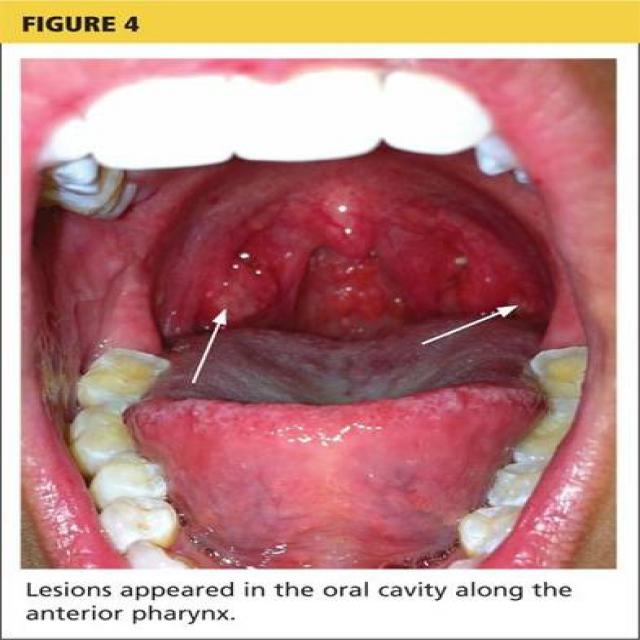 FIGURE 4
Lesions appeared in the oral cavity along the
anterior pharynx.